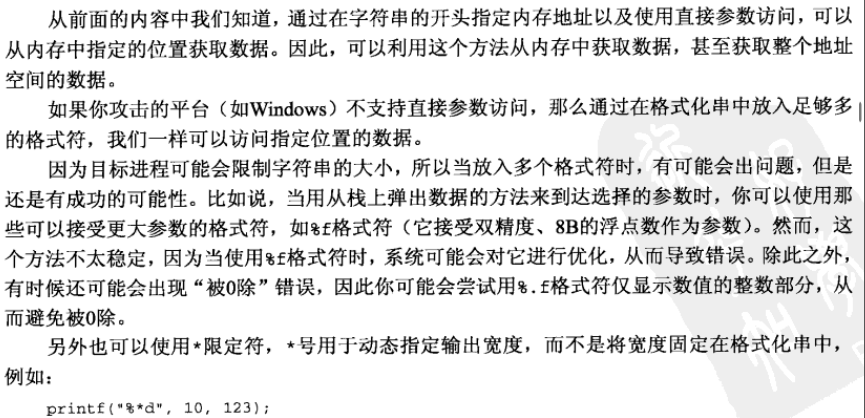 从前面的内容中我们知道，通过在字符串的开头指定内存地址以及使用直接参数访问，可以
从内存中指定的位置获取数据。因此，可以利用这个方法从内存中获取数据，甚至获取整个地址
空间的数据。
如果你攻击的平台（如Windows）不支持直接参数访问，那么通过在格式化串中放入足够多
的格式符，我们一样可以访问指定位置的数据。
因为目标进程可能会限制字符串的大小，所以当放入多个格式符时，有可能会出问题，但是
还是有成功的可能性。比如说，当用从栈上弹出数据的方法来到达选择的参数时，你可以使用那
些可以接受更大参数的格式符，如%f格式符（它接受双精度、8B的浮点数作为参数）。然而，这
个方法不太稳定，因为当使用%f格式符时，系统可能会对它进行优化，从而导致错误。除此之外，
有时候还可能会出现“被0除”错误，因此你可能会尝试用%.f格式符仅显示数值的整数部分，从
而避免被0除。
另外也可以使用*限定符，*号用于动态指定输出宽度，而不是将宽度固定在格式化串中，
例如：
printf("%*d", 10, 123);